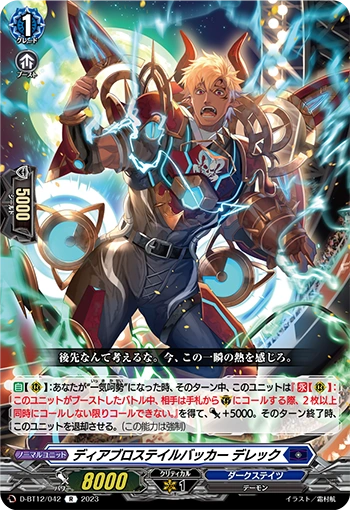 1
グレード
ブースト
5000
シールド
後先なんて考えるな。今、この一瞬の熱を感じろ。
自【R】:あなたが“一気呵勢”になった時、そのターン中、このユニットは『永【R】:
このユニットがブーストしたバトル中、相手は手札から(G)にコールする際、2枚以上
同時にコールしない限りコールできない。』を得て、+5000。そのターン終了時、
このユニットを退却させる。(この能力は強制)
ノーマルユニット
ディアブロステイルバッカー デレック
パワー 8000
クリティカル
1
ダークステイツ
デーモン
D-BT12/042 R 2023
イラスト/霜村航